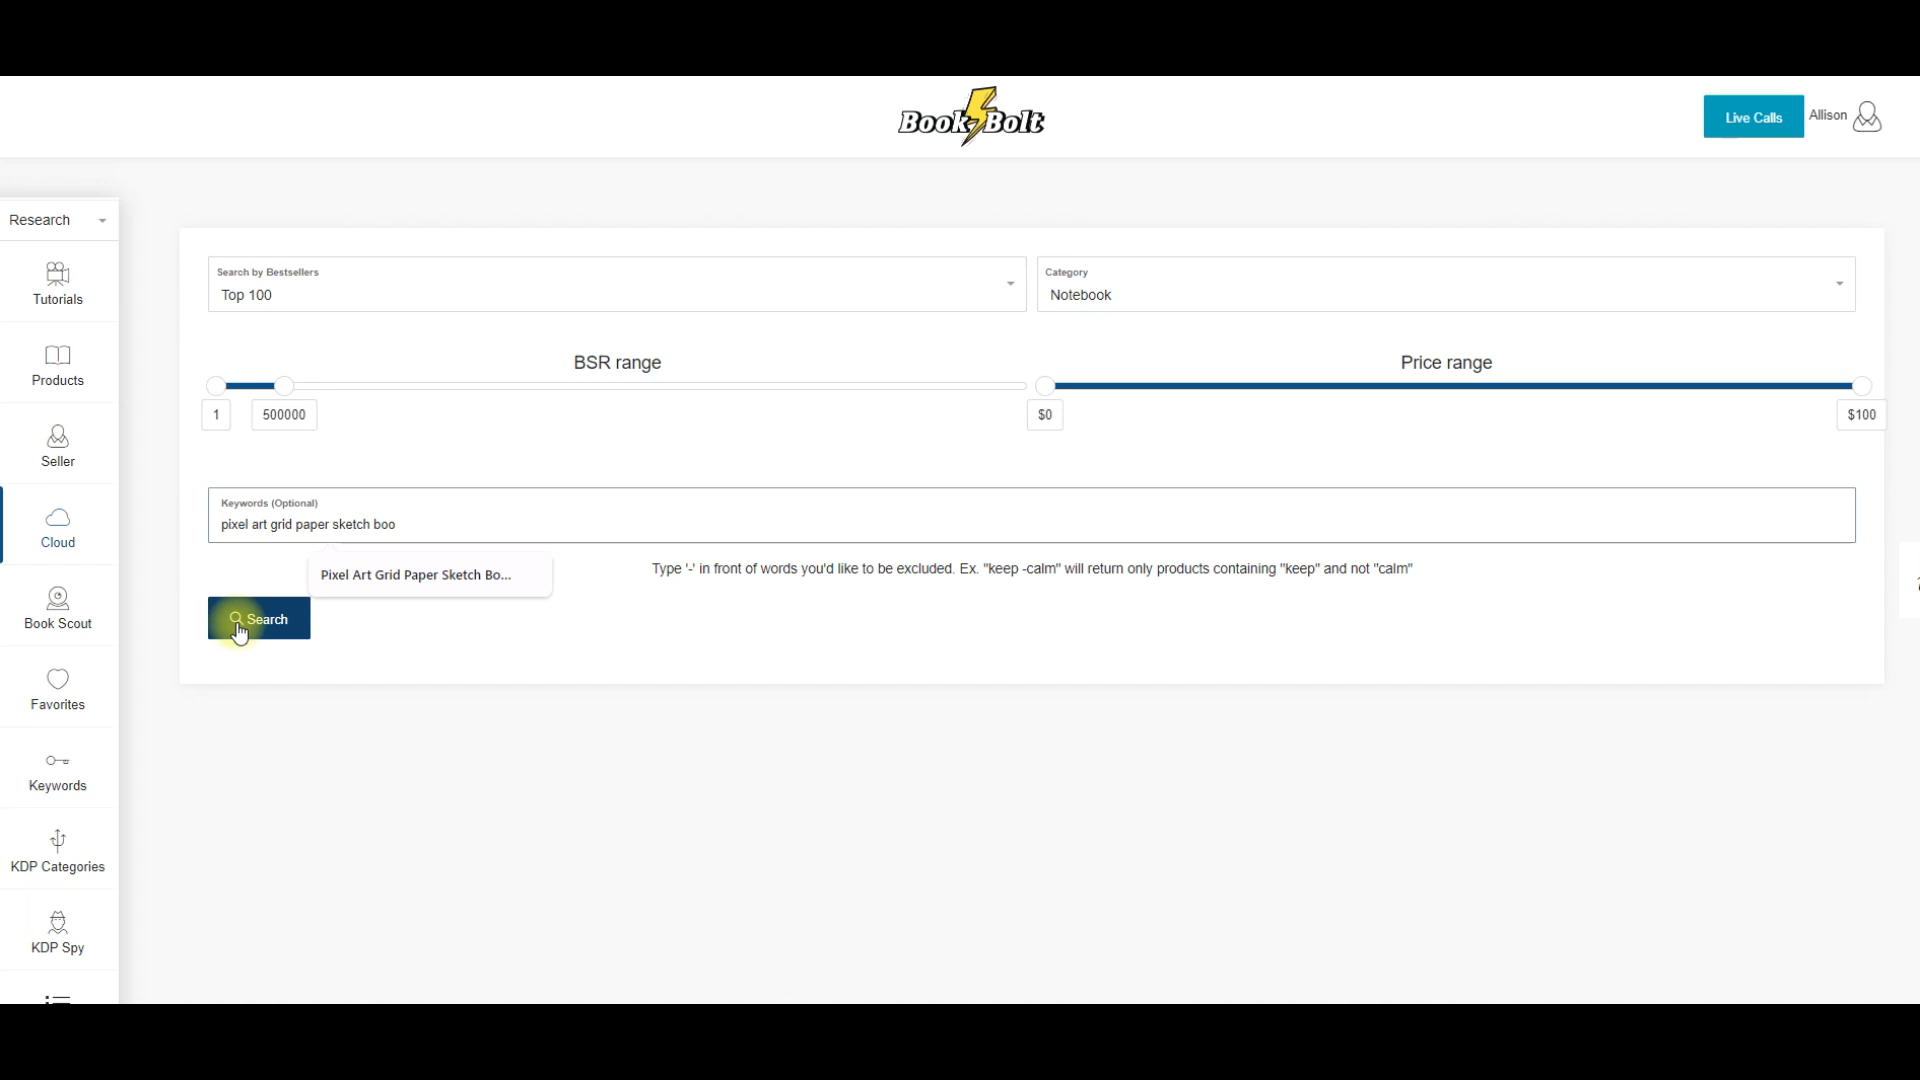 Book Bolt
Live Calls
Allison
Research
Tutorials
Products
Seller
Cloud
Book Scout
Favorites
Keywords
KDP Categories
KDP Spy
Search by Bestsellers
Top 100
Category
Notebook
BSR range
1
500000
Price range
$0
$100
Keywords (Optional)
pixel art grid paper sketch boo
Pixel Art Grid Paper Sketch Bo...
Type '-' in front of words you'd like to be excluded. Ex. "keep -calm" will return only products containing "keep" and not "calm"
Search